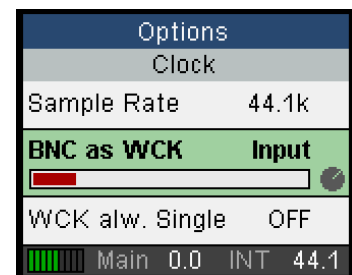 Options
Clock
Sample Rate 44.1k
BNC as WCK Input
WCK alw. Single OFF
Main 0.0 INT 44.1